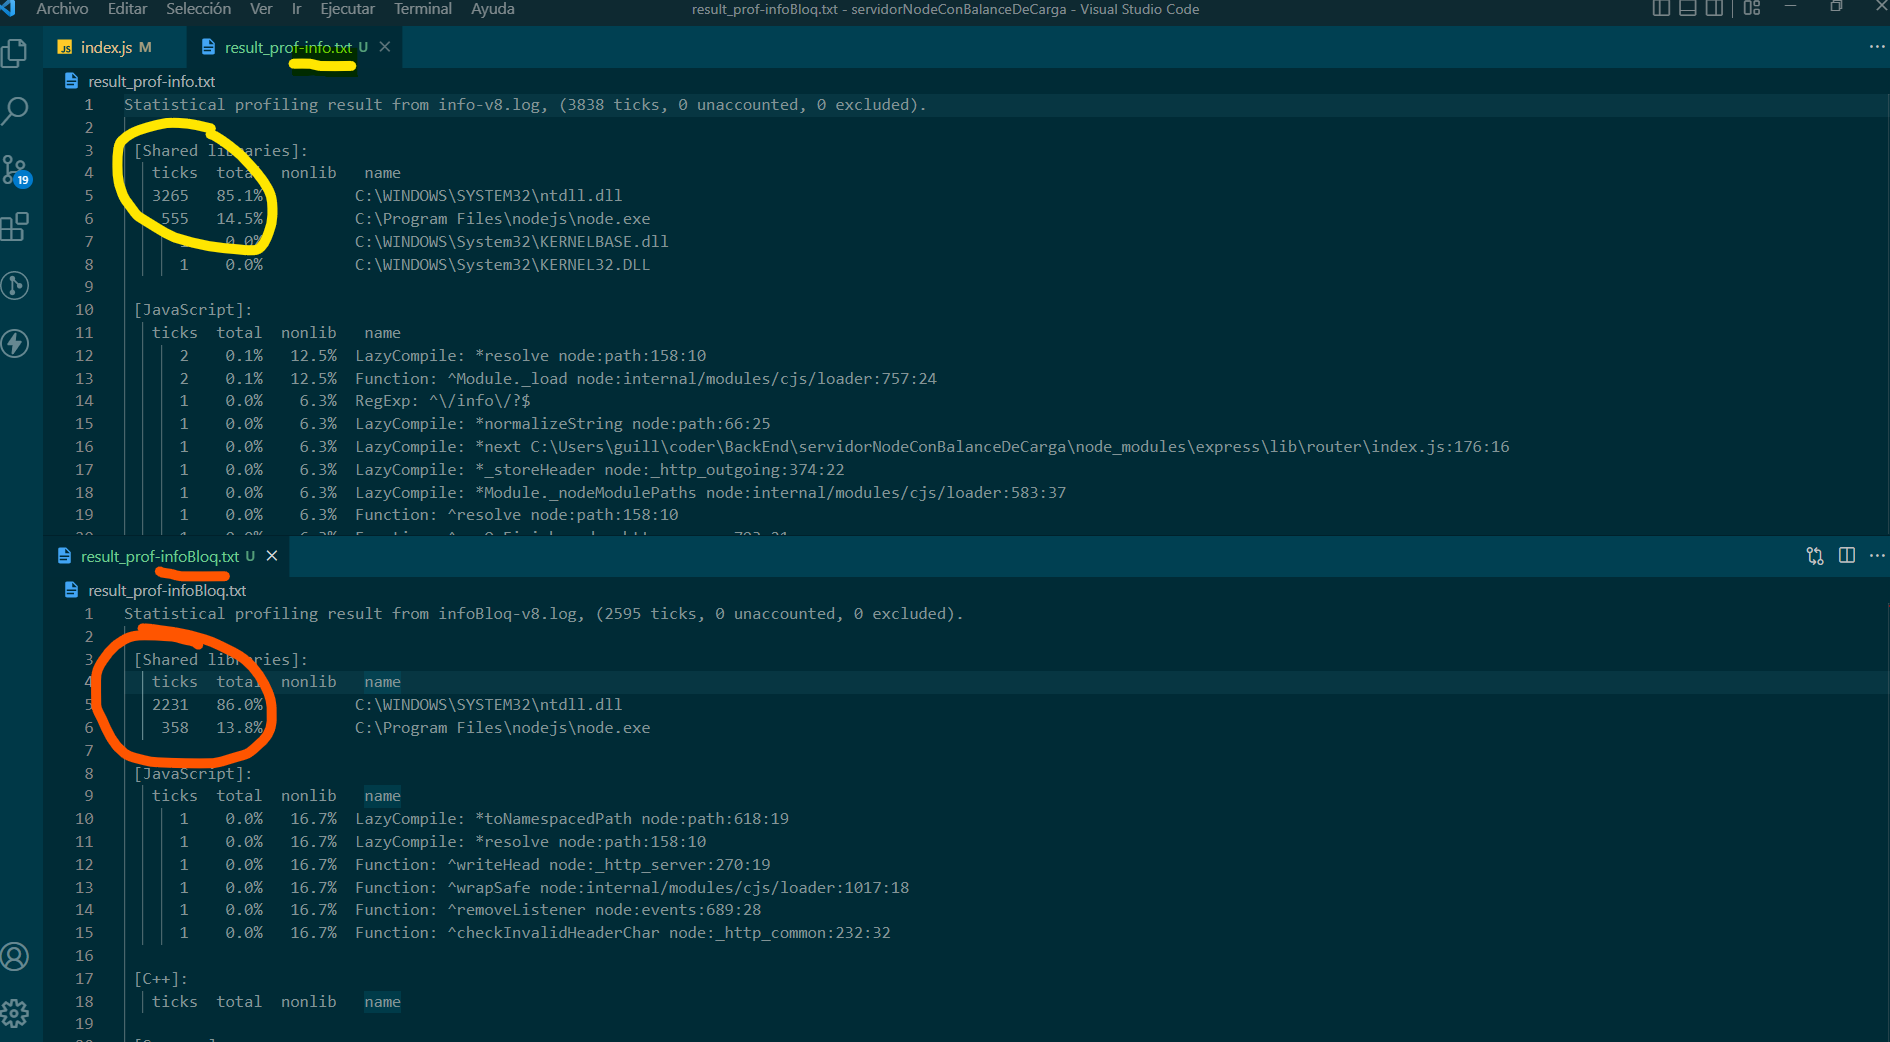 Archivo Editar Selección Ver Ir Ejecutar Terminal Ayuda result_prof-infoBloq.txt - servidorNodeConBalanceDeCarga - Visual Studio Code
JS index.js M result_prof-info.txt U
result_prof-info.txt
1 Statistical profiling result from info-v8.log, (3838 ticks, 0 unaccounted, 0 excluded).
2
3 [Shared libraries]:
4 ticks total nonlib name
5 3265 85.1% C:\WINDOWS\SYSTEM32\ntdll.dll
6 555 14.5% C:\Program Files\nodejs\node.exe
7 0.0% C:\WINDOWS\System32\KERNELBASE.dll
8 1 0.0% C:\WINDOWS\System32\KERNEL32.DLL
9
10 [JavaScript]:
11 ticks total nonlib name
12 2 0.1% 12.5% LazyCompile: *resolve node:path:158:10
13 2 0.1% 12.5% Function: ^Module._load node:internal/modules/cjs/loader:757:24
14 1 0.0% 6.3% RegExp: ^\/info\/?$
15 1 0.0% 6.3% LazyCompile: *normalizeString node:path:66:25
16 1 0.0% 6.3% LazyCompile: *next C:\Users\guill\coder\BackEnd\servidorNodeConBalanceDeCarga\node_modules\express\lib\router\index.js:176:16
17 1 0.0% 6.3% LazyCompile: *_storeHeader node:_http_outgoing:374:22
18 1 0.0% 6.3% LazyCompile: *Module._nodeModulePaths node:internal/modules/cjs/loader:583:37
19 1 0.0% 6.3% Function: ^resolve node:path:158:10
19
result_prof-infoBloq.txt U
result_prof-infoBloq.txt
1 Statistical profiling result from infoBloq-v8.log, (2595 ticks, 0 unaccounted, 0 excluded).
2
3 [Shared libraries]:
4 ticks total nonlib name
5 2231 86.0% C:\WINDOWS\SYSTEM32\ntdll.dll
6 358 13.8% C:\Program Files\nodejs\node.exe
7
8 [JavaScript]:
9 ticks total nonlib name
10 1 0.0% 16.7% LazyCompile: *toNamespacedPath node:path:618:19
11 1 0.0% 16.7% LazyCompile: *resolve node:path:158:10
12 1 0.0% 16.7% Function: ^writeHead node:_http_server:270:19
13 1 0.0% 16.7% Function: ^wrapSafe node:internal/modules/cjs/loader:1017:18
14 1 0.0% 16.7% Function: ^removeListener node:events:689:28
15 1 0.0% 16.7% Function: ^checkInvalidHeaderChar node:_http_common:232:32
16
17 [C++]:
18 ticks total nonlib name
19